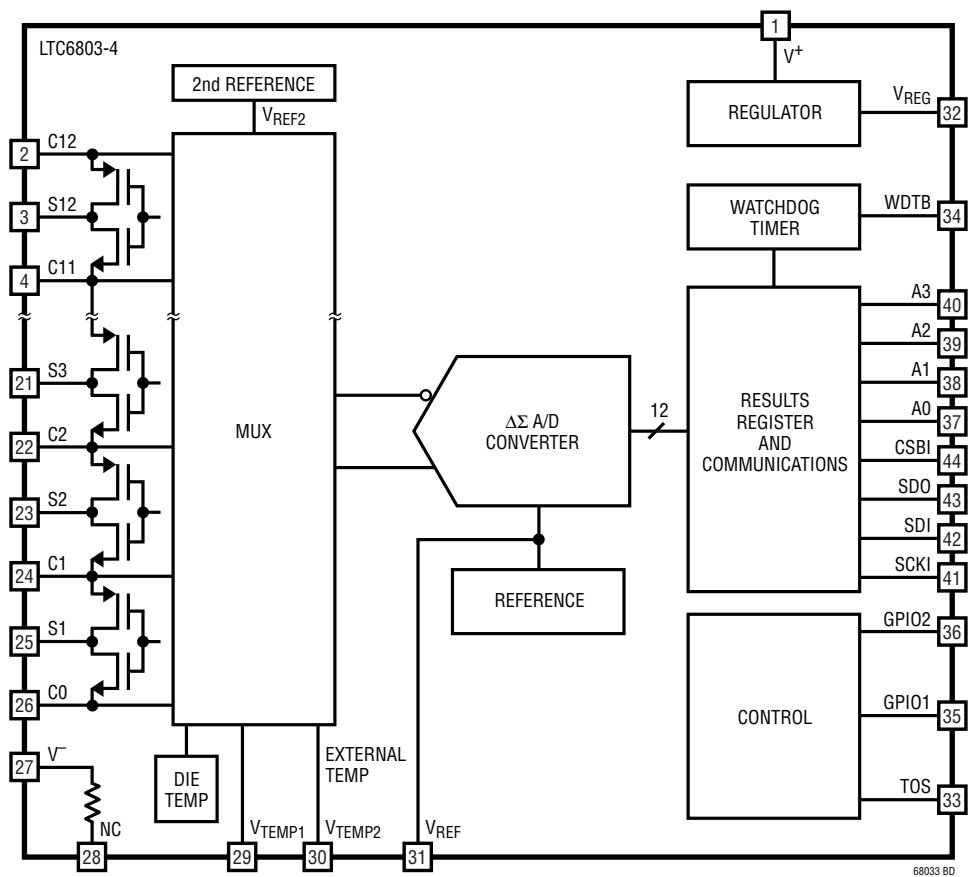 LTC6803-4
1
V+
2nd REFERENCE
VREF2
REGULATOR
VREG
32
2
C12
3
S12
4
C11
WATCHDOG
TIMER
WDTB
34
21
S3
22
C2
23
S2
24
C1
25
S1
26
C0
27
V–
NC
28
MUX
ΔΣ A/D
CONVERTER
12
REFERENCE
RESULTS
REGISTER
AND
COMMUNICATIONS
A3
40
A2
39
A1
38
A0
37
CSBI
44
SDO
43
SDI
42
SCKI
41
CONTROL
GPIO2
36
GPIO1
35
TOS
33
DIE
TEMP
EXTERNAL
TEMP
VTEMP1
29
VTEMP2
30
VREF
31
68033 BD